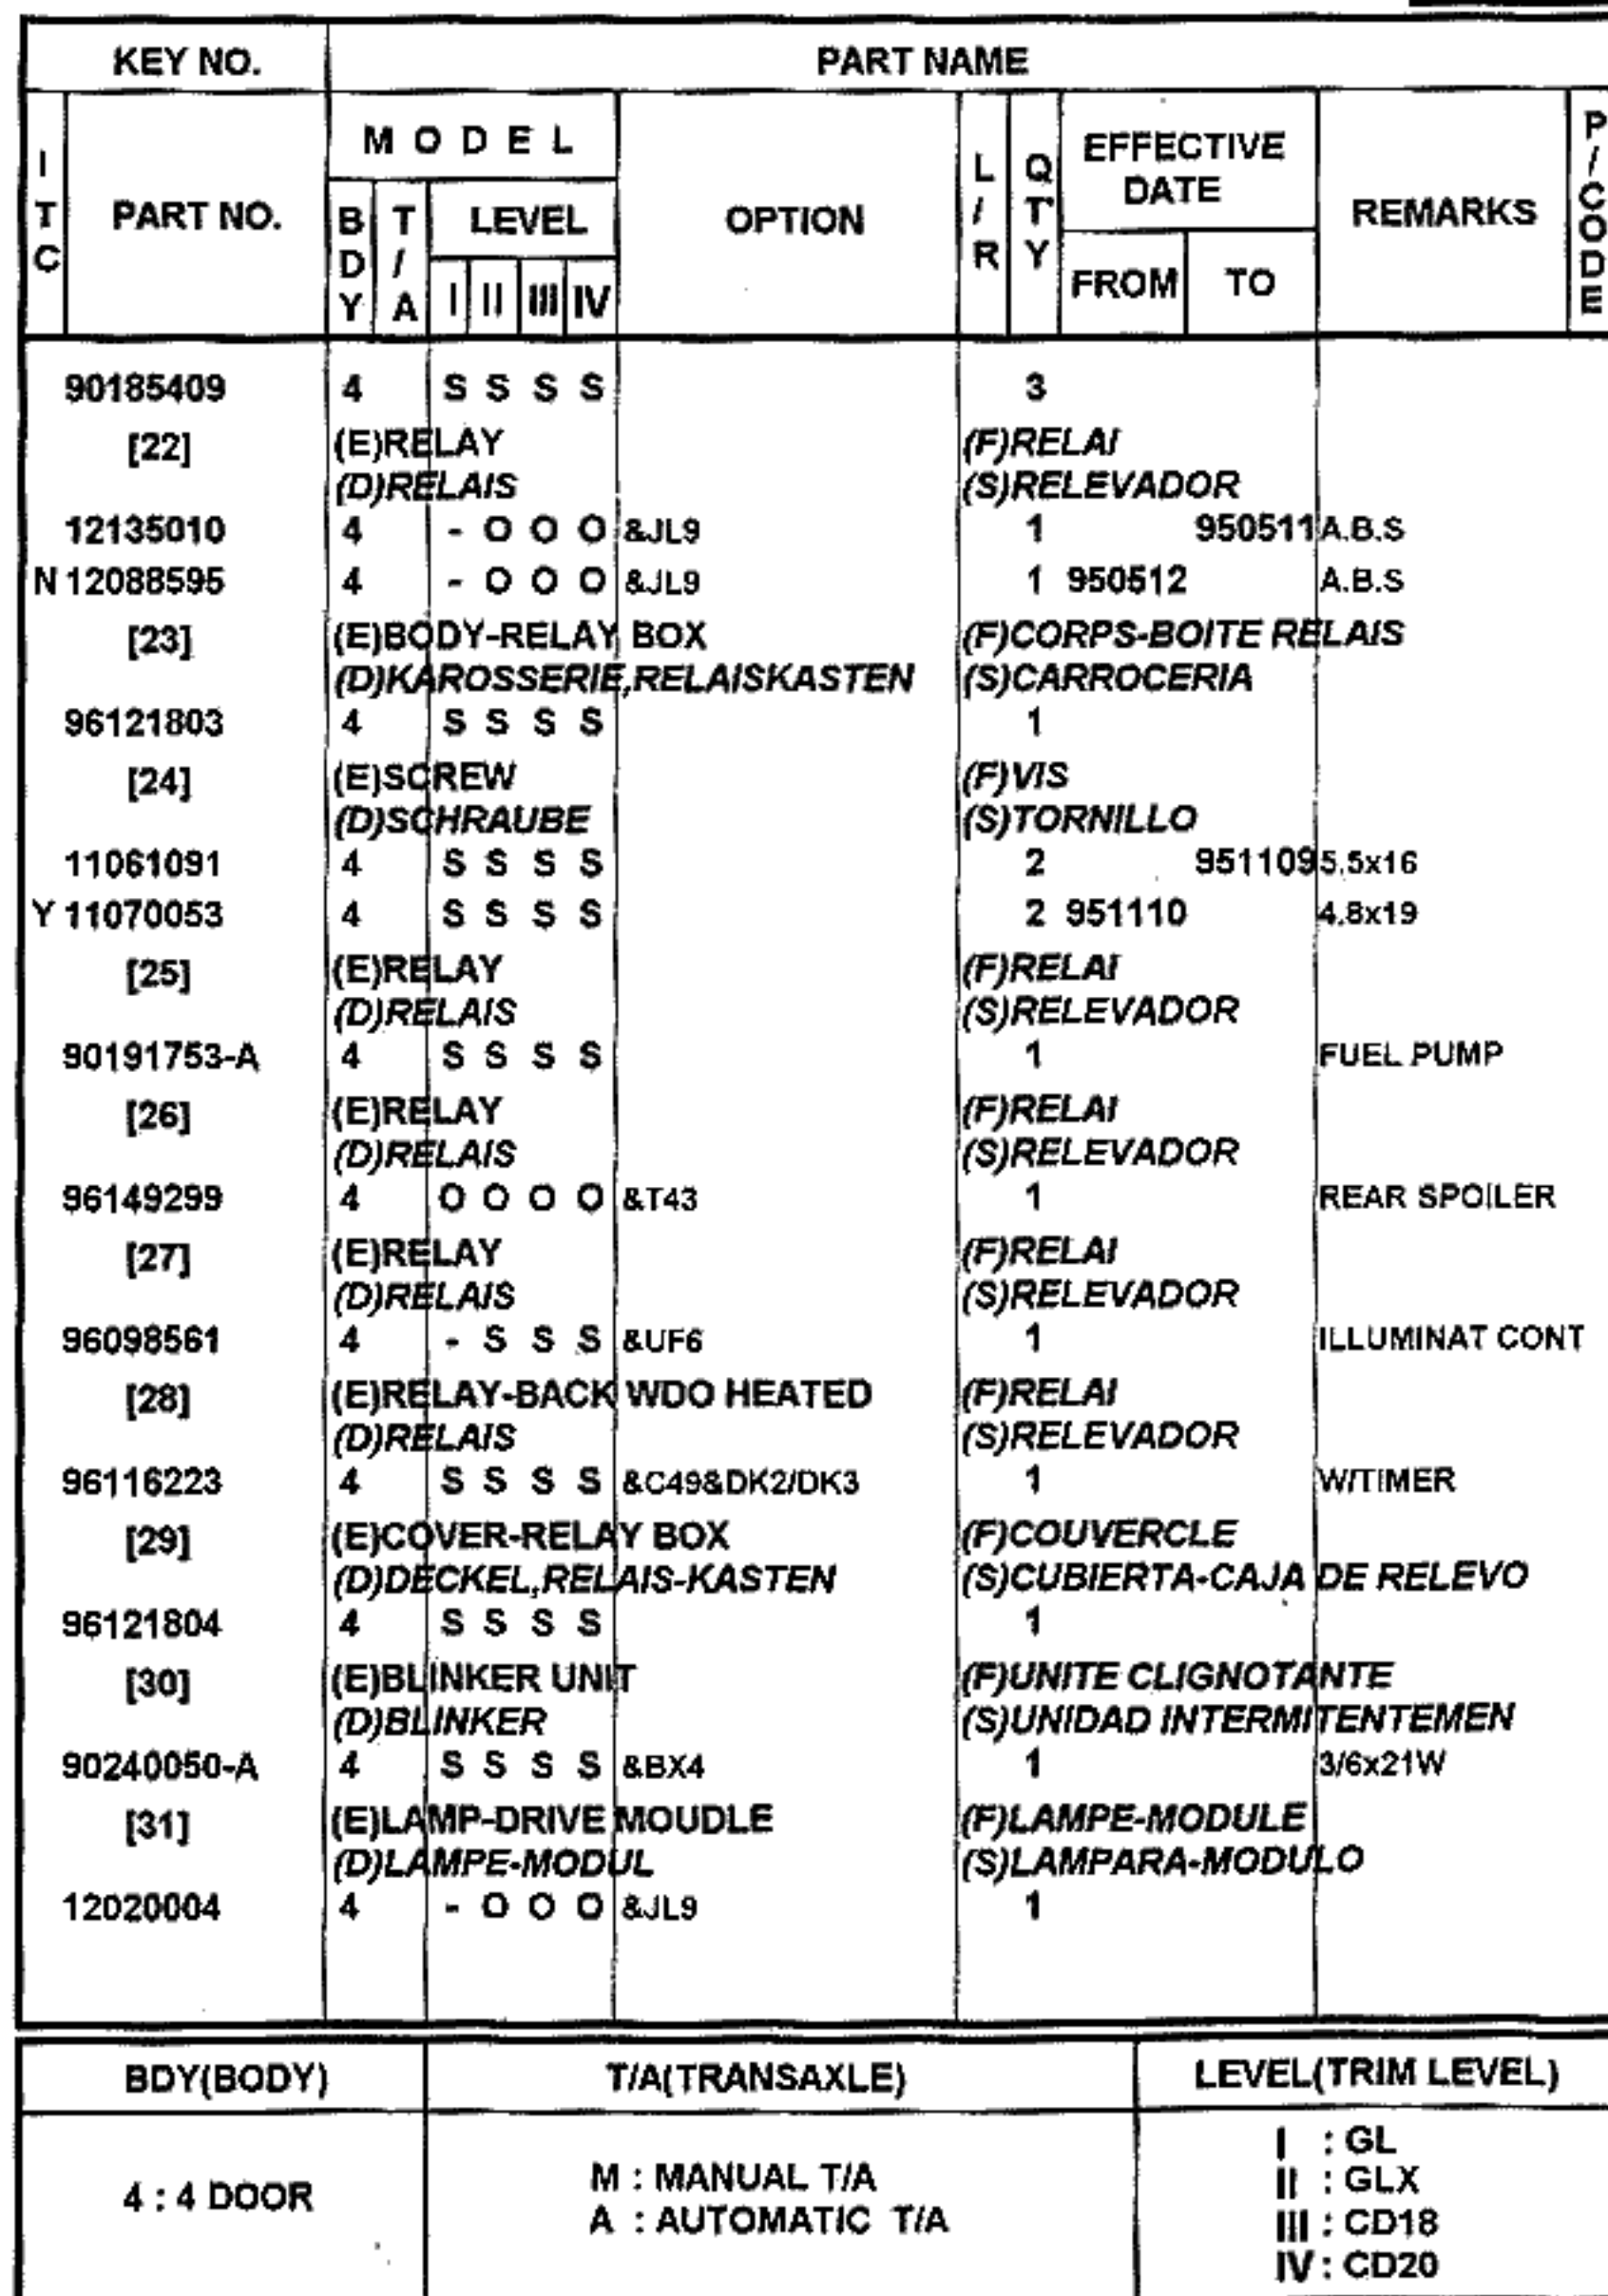 KEY NO. PART NAME
ITC PART NO. MODEL OPTION L/R QTY EFFECTIVE DATE REMARKS P/CODE
BDY T/A LEVEL
I II III IV FROM TO
90185409 4 S S S S 3
[22] (E)RELAY (F)RELAI
(D)RELAIS (S)RELEVADOR
12135010 4 - O O O &JL9 1 950511 A.B.S
N 12088595 4 - O O O &JL9 1 950512 A.B.S
[23] (E)BODY-RELAY BOX (F)CORPS-BOITE RELAIS
(D)KAROSSERIE,RELAISKASTEN (S)CARROCERIA
96121803 4 S S S S 1
[24] (E)SCREW (F)VIS
(D)SCHRAUBE (S)TORNILLO
11061091 4 S S S S 2 951109 5.5x16
Y 11070053 4 S S S S 2 951110 4.8x19
[25] (E)RELAY (F)RELAI
(D)RELAIS (S)RELEVADOR
90191753-A 4 S S S S 1 FUEL PUMP
[26] (E)RELAY (F)RELAI
(D)RELAIS (S)RELEVADOR
96149299 4 O O O O &T43 1 REAR SPOILER
[27] (E)RELAY (F)RELAI
(D)RELAIS (S)RELEVADOR
96098561 4 - S S S &UF6 1 ILLUMINAT CONT
[28] (E)RELAY-BACK WDO HEATED (F)RELAI
(D)RELAIS (S)RELEVADOR
96116223 4 S S S S &C49&DK2/DK3 1 W/TIMER
[29] (E)COVER-RELAY BOX (F)COUVERCLE
(D)DECKEL,RELAIS-KASTEN (S)CUBIERTA-CAJA DE RELEVO
96121804 4 S S S S 1
[30] (E)BLINKER UNIT (F)UNITE CLIGNOTANTE
(D)BLINKER (S)UNIDAD INTERMITENTEMEN
90240050-A 4 S S S S &BX4 1 3/6x21W
[31] (E)LAMP-DRIVE MOUDLE (F)LAMPE-MODULE
(D)LAMPE-MODUL (S)LAMPARA-MODULO
12020004 4 - O O O &JL9 1
BDY(BODY) T/A(TRANSAXLE) LEVEL(TRIM LEVEL)
4 : 4 DOOR M : MANUAL T/A I : GL
A : AUTOMATIC T/A II : GLX
III : CD18
IV : CD20